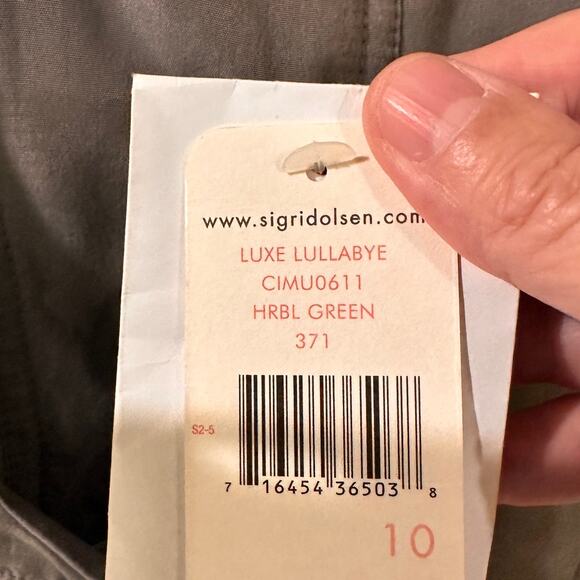 www.sigridolsen.com
LUXE LULLABYE
CIMU0611
HRBL GREEN
371
S2-5
7 16454 36503 8
10